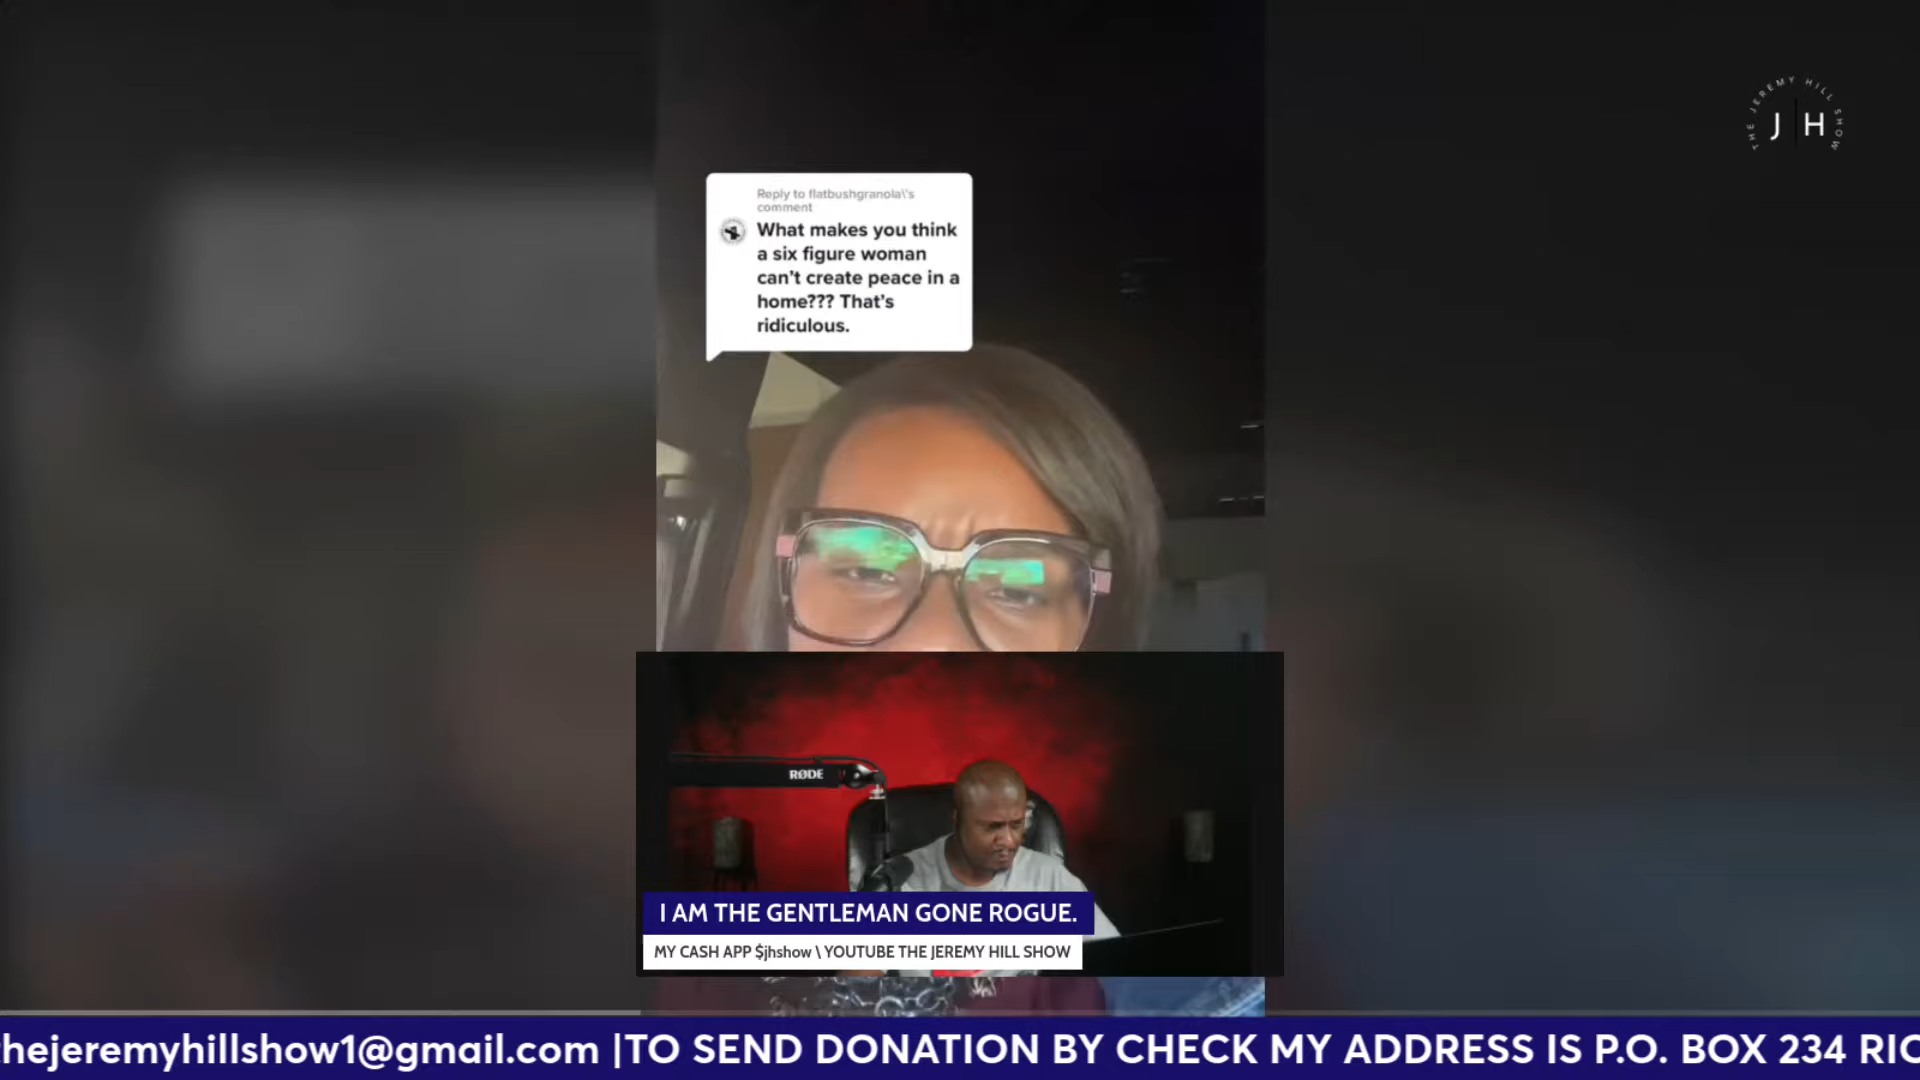 THE JEREMY HILL SHOW
J H
Reply to flatbushgranola\'s
comment
What makes you think
a six figure woman
can't create peace in a
home??? That's
ridiculous.
RØDE
I AM THE GENTLEMAN GONE ROGUE.
MY CASH APP $jhshow \ YOUTUBE THE JEREMY HILL SHOW
hejeremyhillshow1@gmail.com |TO SEND DONATION BY CHECK MY ADDRESS IS P.O. BOX 234 RIC